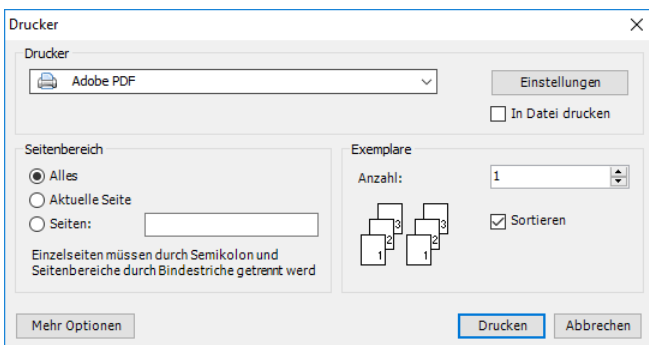 Drucker
Drucker
Adobe PDF
Einstellungen
In Datei drucken
Seitenbereich
Alles
Aktuelle Seite
Seiten:
Einzelseiten müssen durch Semikolon und
Seitenbereiche durch Bindestriche getrennt werd
Exemplare
Anzahl:
1
3
2
1
3
2
1
Sortieren
Mehr Optionen
Drucken
Abbrechen